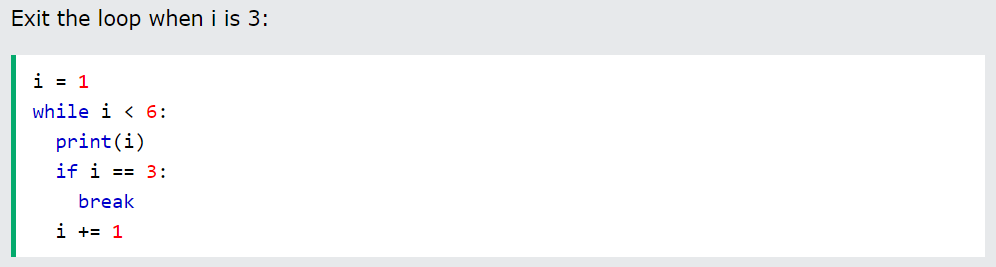 Exit the loop when i is 3:
i = 1
while i < 6:
  print(i)
  if i == 3:
    break
  i += 1